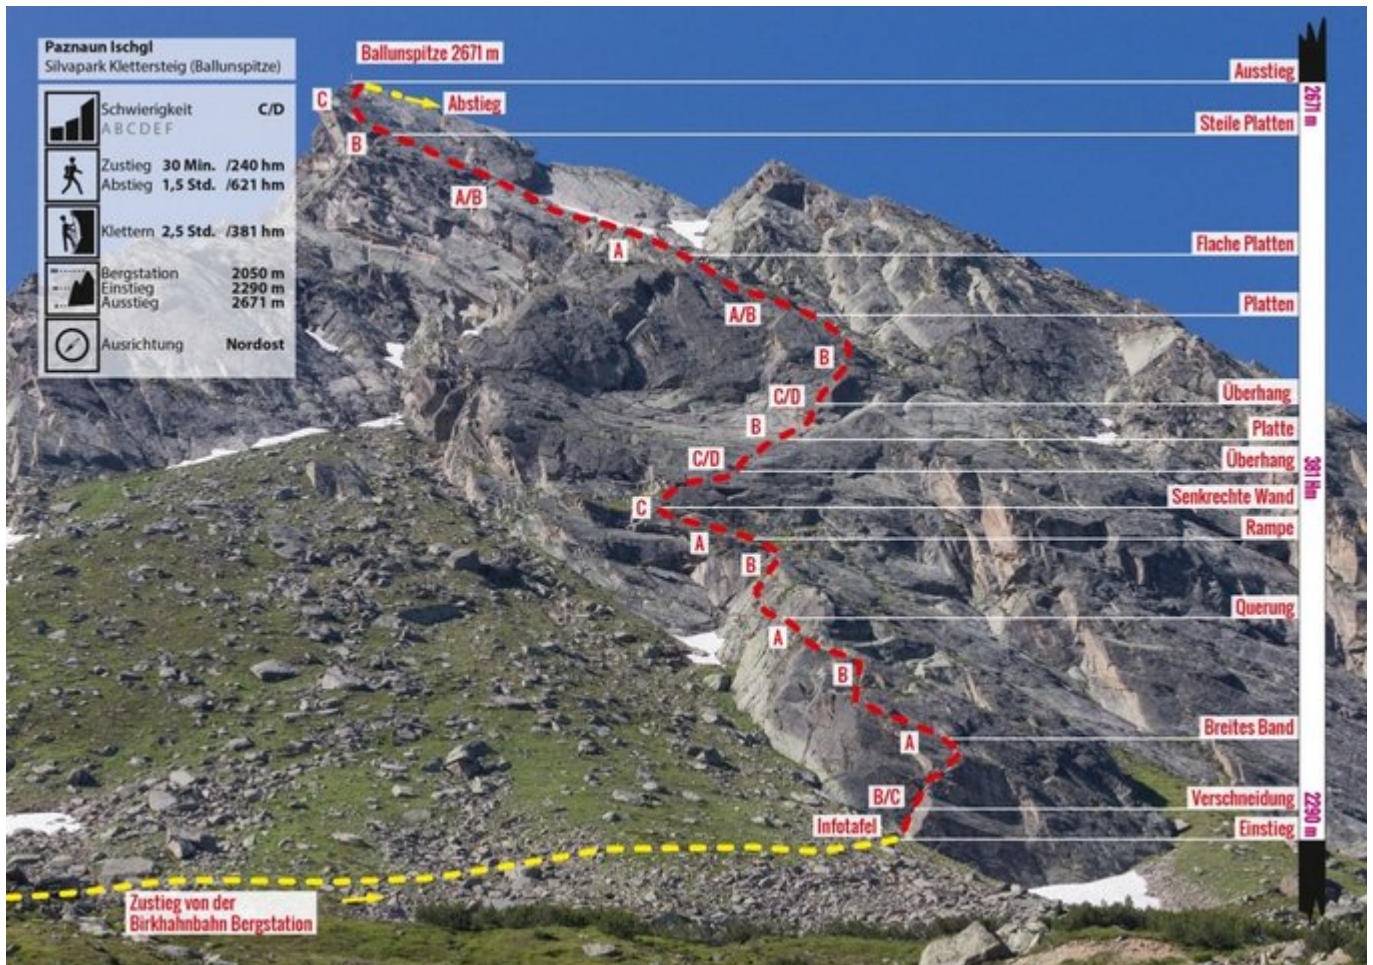 Paznaun Ischgl
Silvapark Klettersteig (Ballunspitze)
Schwierigkeit C/D
A B C D E F
Zustieg 30 Min. /240 hm
Abstieg 1,5 Std. /621 hm
Klettern 2,5 Std. /381 hm
Bergstation 2050 m
Einstieg 2290 m
Ausstieg 2671 m
Ausrichtung Nordost
Ballunspitze 2671 m
Abstieg
C
B
A/B
A
A/B
B
C/D
B
C/D
C
A
B
A
B
A
B/C
Infotafel
Zustieg von der
Birkhahnbahn Bergstation
Ausstieg
Steile Platten
Flache Platten
Platten
Überhang
Platte
Überhang
Senkrechte Wand
Rampe
Querung
Breites Band
Verschneidung
Einstieg
2671 m
381 Hm
2290 m